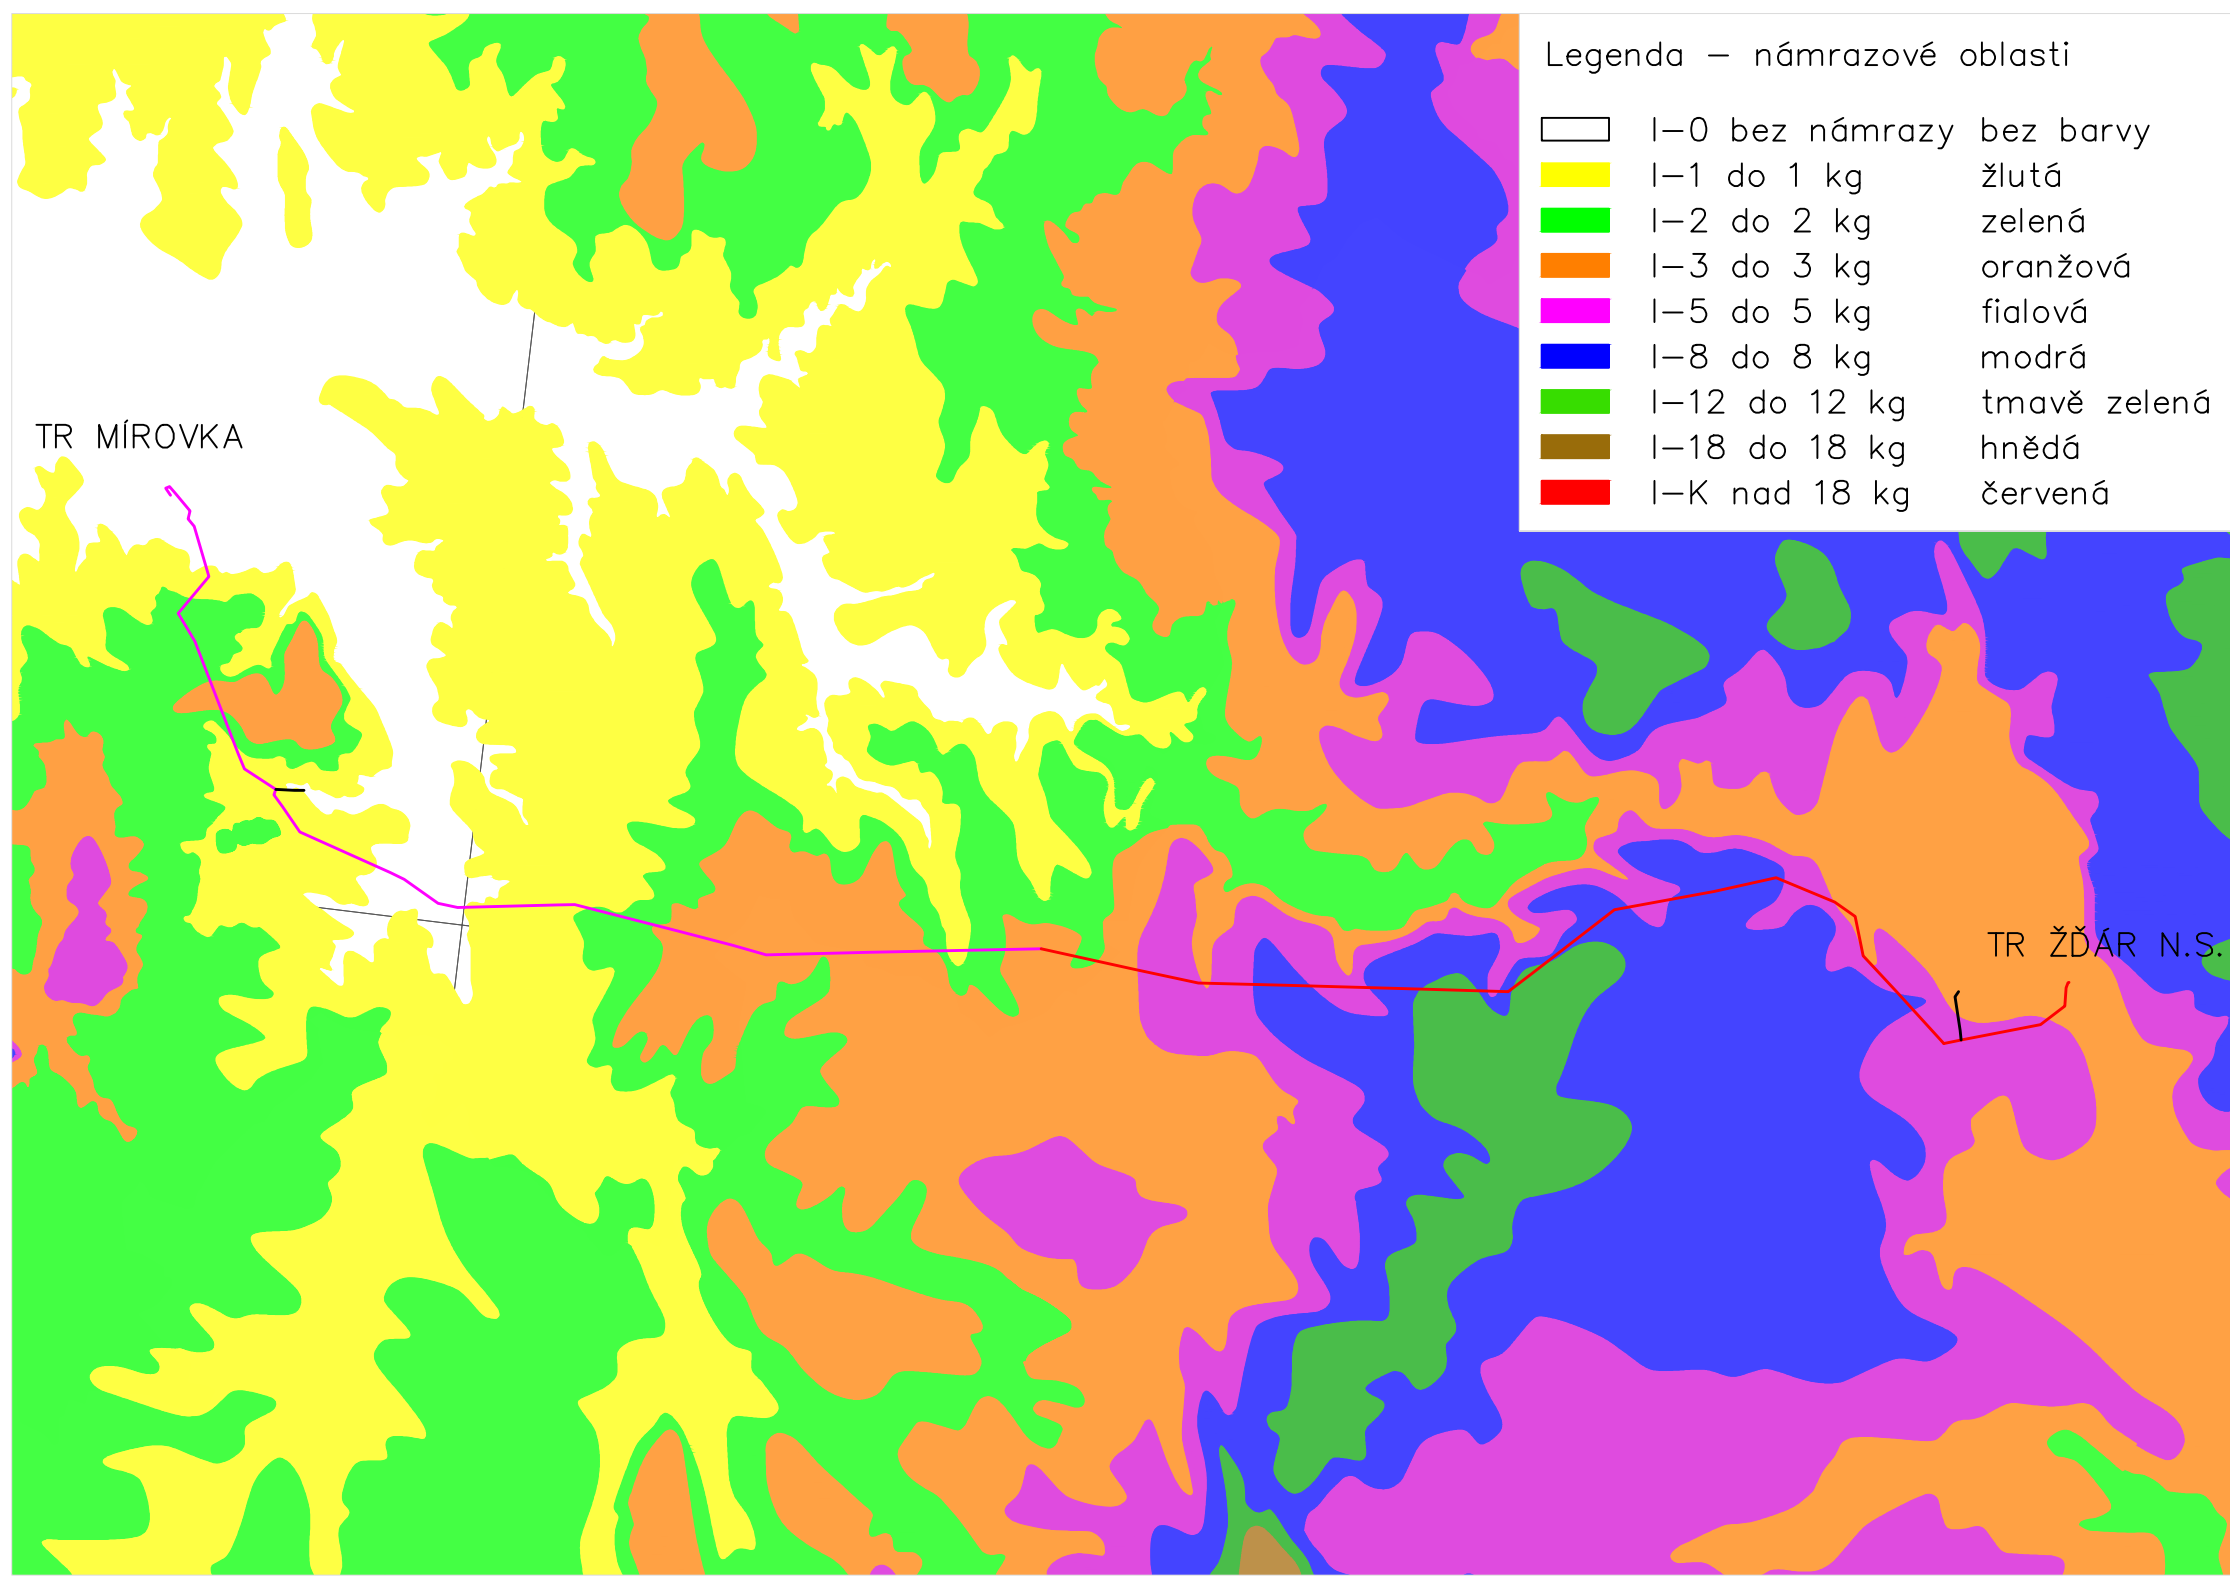 Legenda – námrazové oblasti
I–0 bez námrazy bez barvy
I–1 do 1 kg žlutá
I–2 do 2 kg zelená
I–3 do 3 kg oranžová
I–5 do 5 kg fialová
I–8 do 8 kg modrá
I–12 do 12 kg tmavě zelená
I–18 do 18 kg hnědá
I–K nad 18 kg červená
TR MÍROVKA
TR ŽĎÁR N.S.